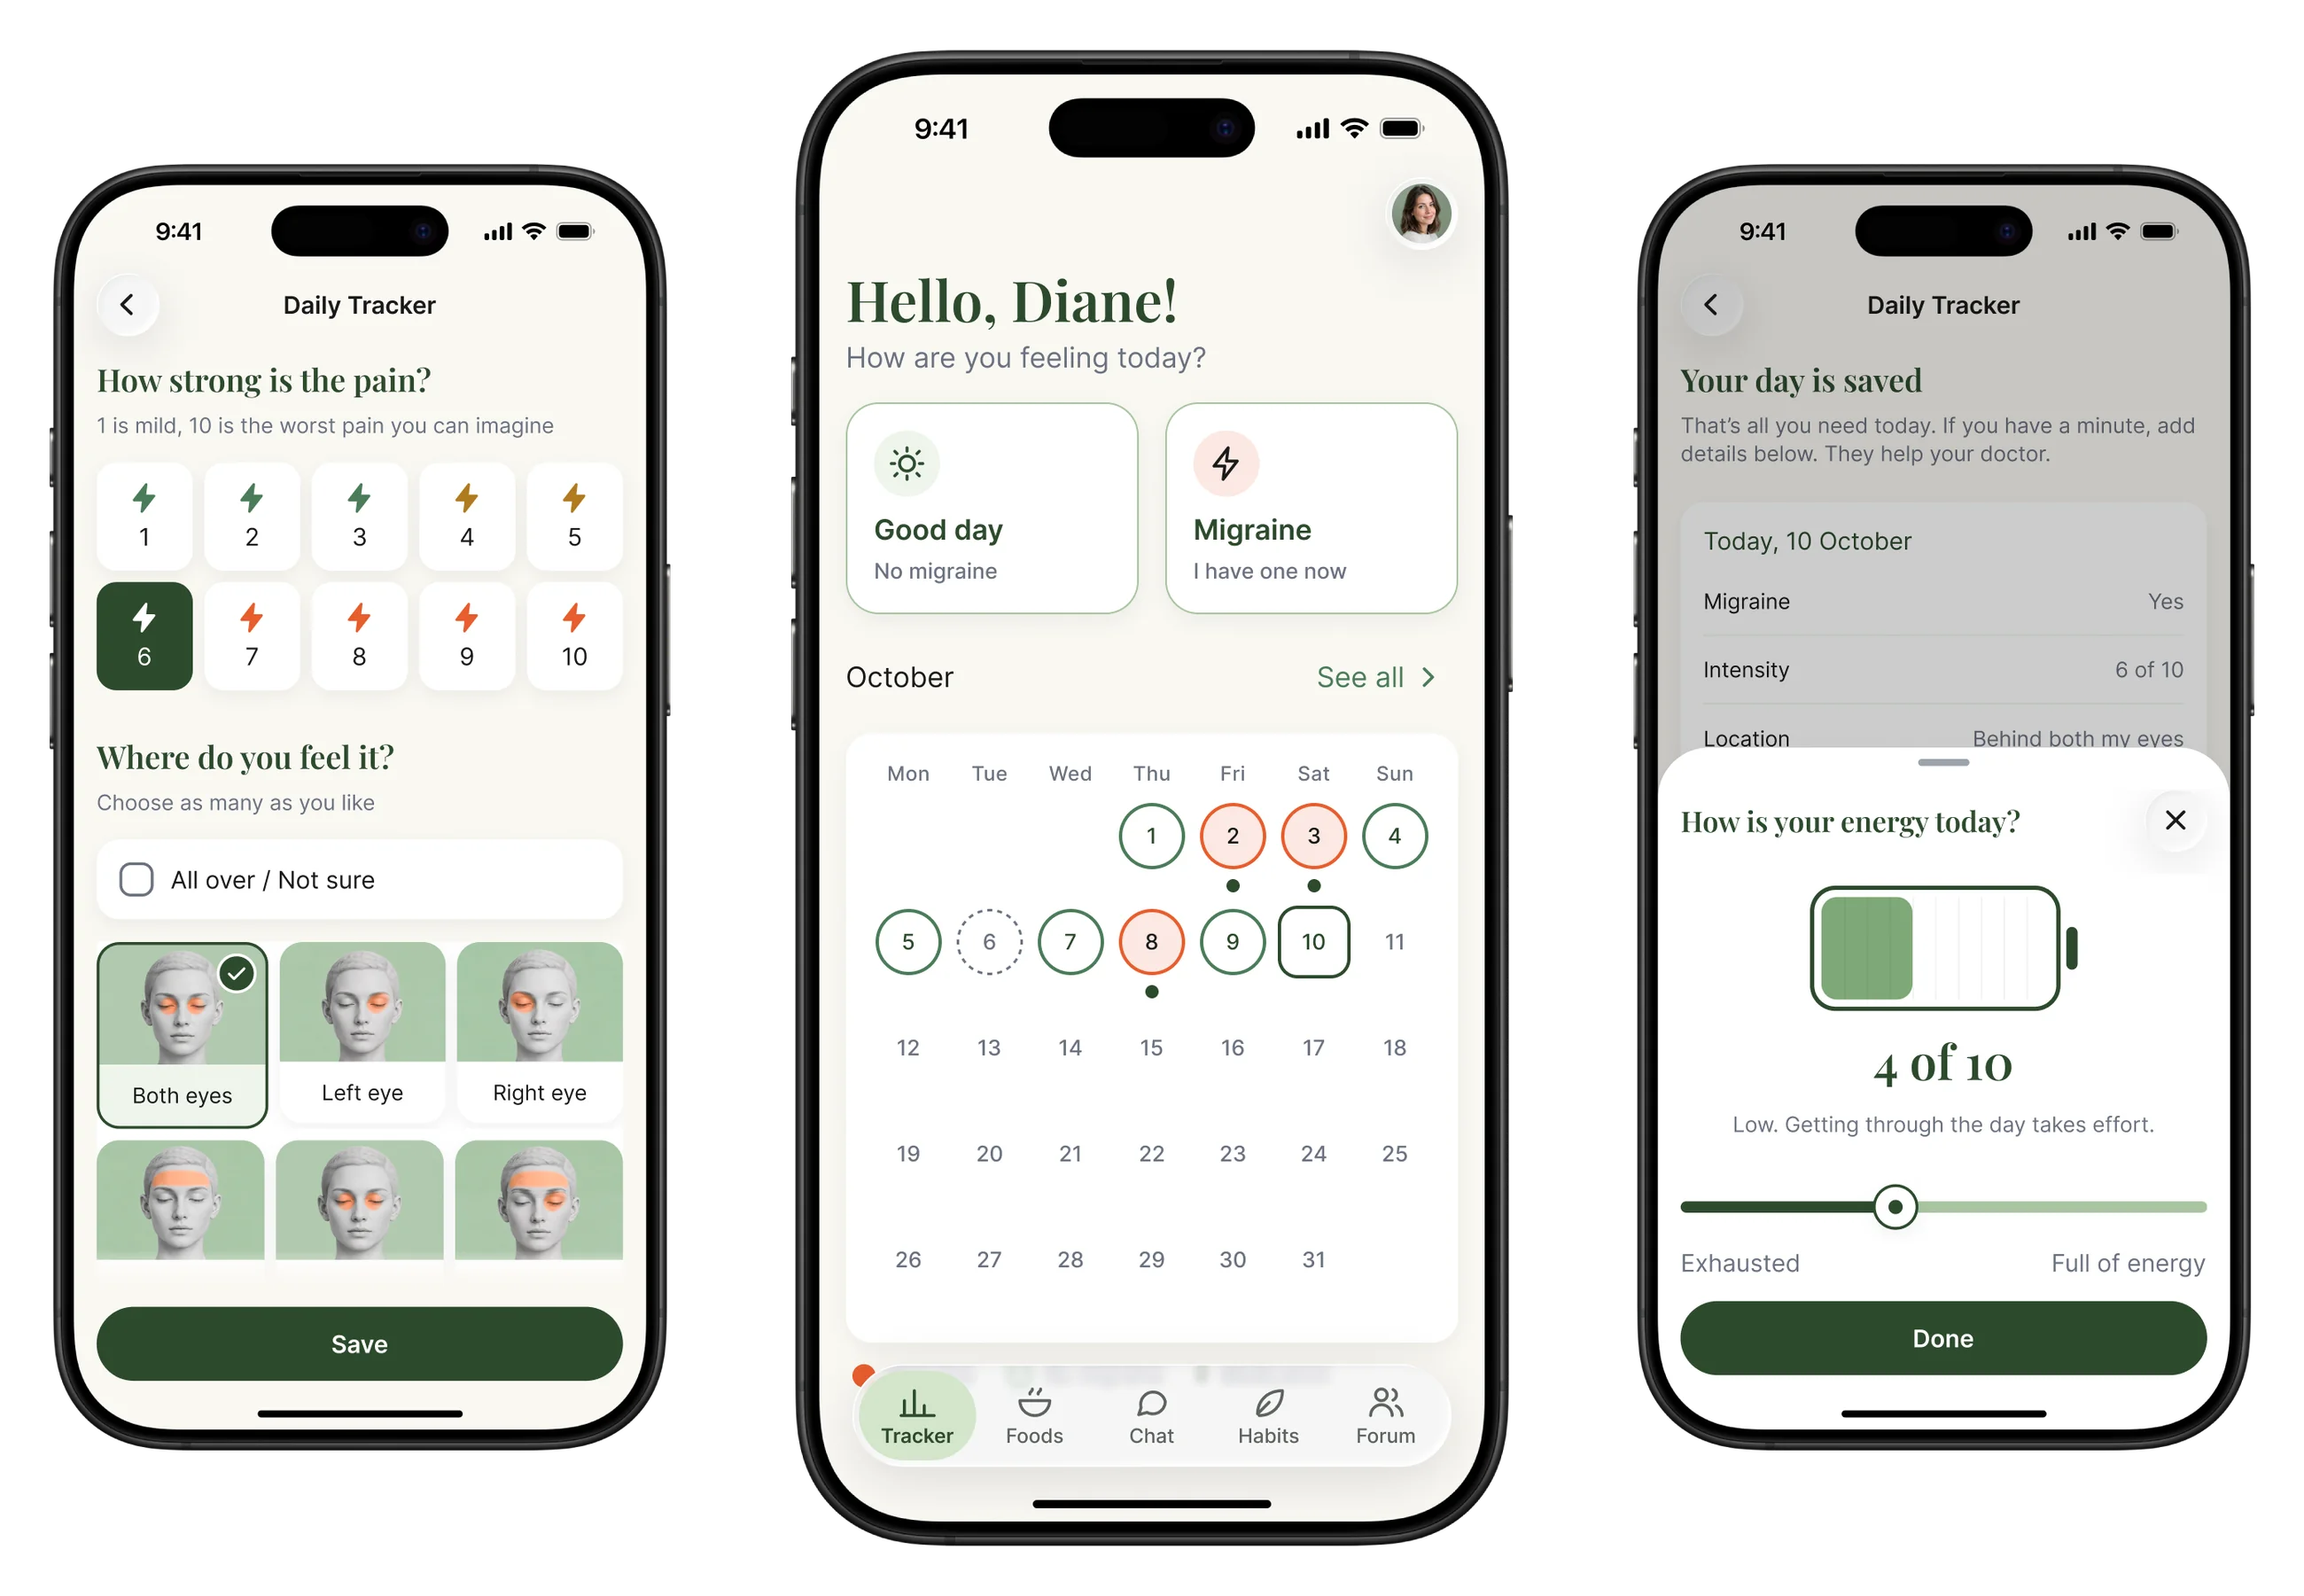 9:41
Daily Tracker
How strong is the pain?
1 is mild, 10 is the worst pain you can imagine
1 2 3 4 5
6 7 8 9 10
Where do you feel it?
Choose as many as you like
All over / Not sure
Both eyes Left eye Right eye
Save
9:41
Hello, Diane!
How are you feeling today?
Good day
No migraine
Migraine
I have one now
October See all
Mon Tue Wed Thu Fri Sat Sun
1 2 3 4
5 6 7 8 9 10 11
12 13 14 15 16 17 18
19 20 21 22 23 24 25
26 27 28 29 30 31
Tracker Foods Chat Habits Forum
9:41
Daily Tracker
Your day is saved
That’s all you need today. If you have a minute, add
details below. They help your doctor.
Today, 10 October
Migraine Yes
Intensity 6 of 10
Location Behind both my eyes
How is your energy today?
4 of 10
Low. Getting through the day takes effort.
Exhausted Full of energy
Done